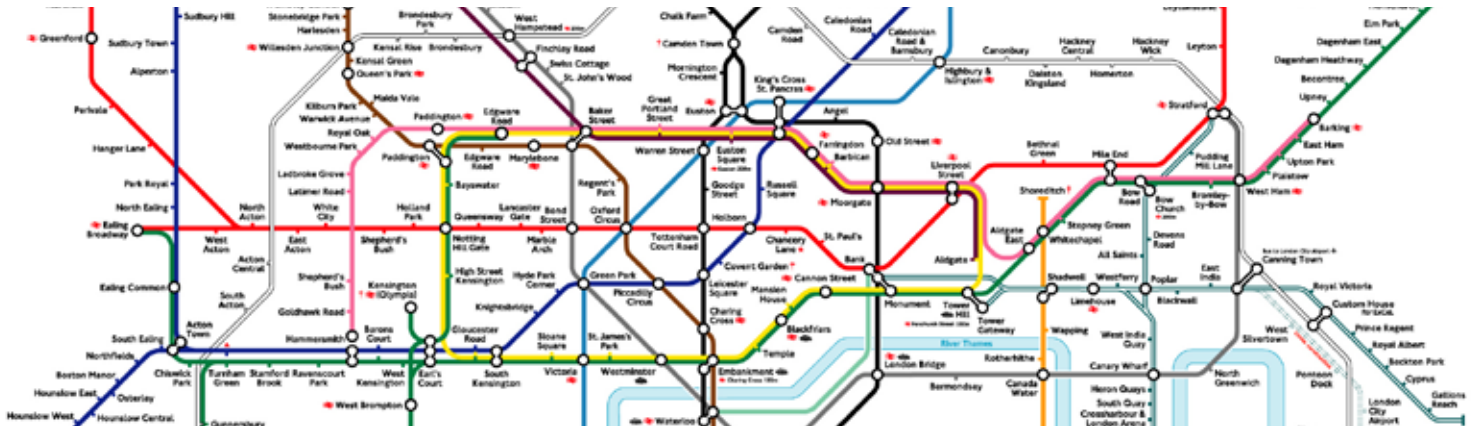 Greenford
Perivale
Hanger Lane
Sudbury Hill
Sudbury Town
Alperton
Park Royal
North Ealing
Ealing
Broadway
Ealing Common
South Ealing
Northfields
Boston Manor
Hounslow East
Osterley
Hounslow West
Hounslow Central
Acton
Town
Chiswick
Park
Turnham
Green
Stamford
Brook
Ravenscourt
Park
West
Kensington
Earl's
Court
West Brompton
West
Acton
North
Acton
East
Acton
White
City
Shepherd's
Bush
Holland
Park
Acton
Central
South
Acton
Stonebridge Park
Harlesden
Willesden Junction
Kensal Green
Queen's Park
Kilburn Park
Maida Vale
Warwick Avenue
Royal Oak
Westbourne Park
Ladbroke Grove
Latimer Road
Shepherd's
Bush
Goldhawk Road
Hammersmith
Kensington
(Olympia)
Barons
Court
Gloucester
Road
Brondesbury
Park
Kensal Rise
Brondesbury
West
Hampstead
Finchley Road
Swiss Cottage
St. John's Wood
Paddington
Edgware
Road
Baker
Street
Great
Portland
Street
Paddington
Edgware
Road
Marylebone
Bayswater
Queensway
Lancaster
Gate
Bond
Street
Regent's
Park
Oxford
Circus
Notting
Hill Gate
Marble
Arch
High Street
Kensington
Knightsbridge
Hyde Park
Corner
Green Park
Piccadilly
Circus
South
Kensington
Sloane
Square
Victoria
St. James's
Park
Westminster
Chalk Farm
Camden Town
Mornington
Crescent
Euston
King's Cross
St. Pancras
Warren Street
Euston
Square
Goodge
Street
Russell
Square
Holborn
Tottenham
Court Road
Covent Garden
Leicester
Square
Charing
Cross
Embankment
Waterloo
Temple
Blackfriars
Mansion
House
Cannon Street
Chancery
Lane
St. Paul's
Bank
Monument
London Bridge
Camden
Road
Caledonian
Road
Caledonian
Road &
Barnsbury
Highbury &
Islington
Canonbury
Dalston
Kingsland
Hackney
Central
Homerton
Hackney
Wick
Angel
Old Street
Farringdon
Barbican
Moorgate
Liverpool
Street
Aldgate
Aldgate
East
Tower
Hill
Tower
Gateway
Bethnal
Green
Shoreditch
Whitechapel
Stepney Green
Mile End
Bow
Road
Bow
Church
Bromley-
by-Bow
Pudding
Mill Lane
Stratford
Leyton
West Ham
Plaistow
Upton Park
East Ham
Barking
Upney
Becontree
Dagenham Heathway
Dagenham East
Elm Park
Devons
Road
All Saints
Shadwell
Limehouse
Westferry
Poplar
Blackwall
East
India
Canning Town
Royal Victoria
Custom House
for ExCeL
Prince Regent
Royal Albert
Beckton Park
Cyprus
Gallions
Reach
West
Silvertown
Pontoon
Dock
London
City
Airport
Wapping
Rotherhithe
Canada
Water
Bermondsey
River Thames
West India
Quay
Canary Wharf
Heron Quays
South Quay
Crossharbour &
London Arena
North
Greenwich